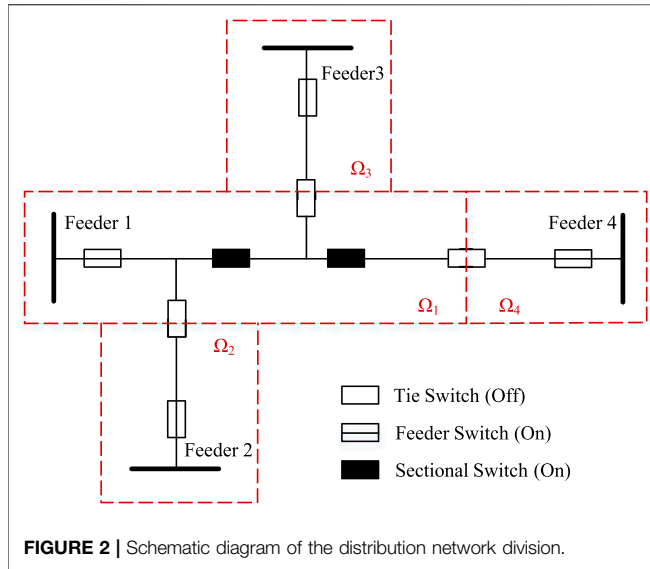 Feeder3
Ω3
Feeder 1
Feeder 4
Ω1
Ω4
Ω2
Feeder 2
Tie Switch (Off)
Feeder Switch (On)
Sectional Switch (On)
FIGURE 2 | Schematic diagram of the distribution network division.